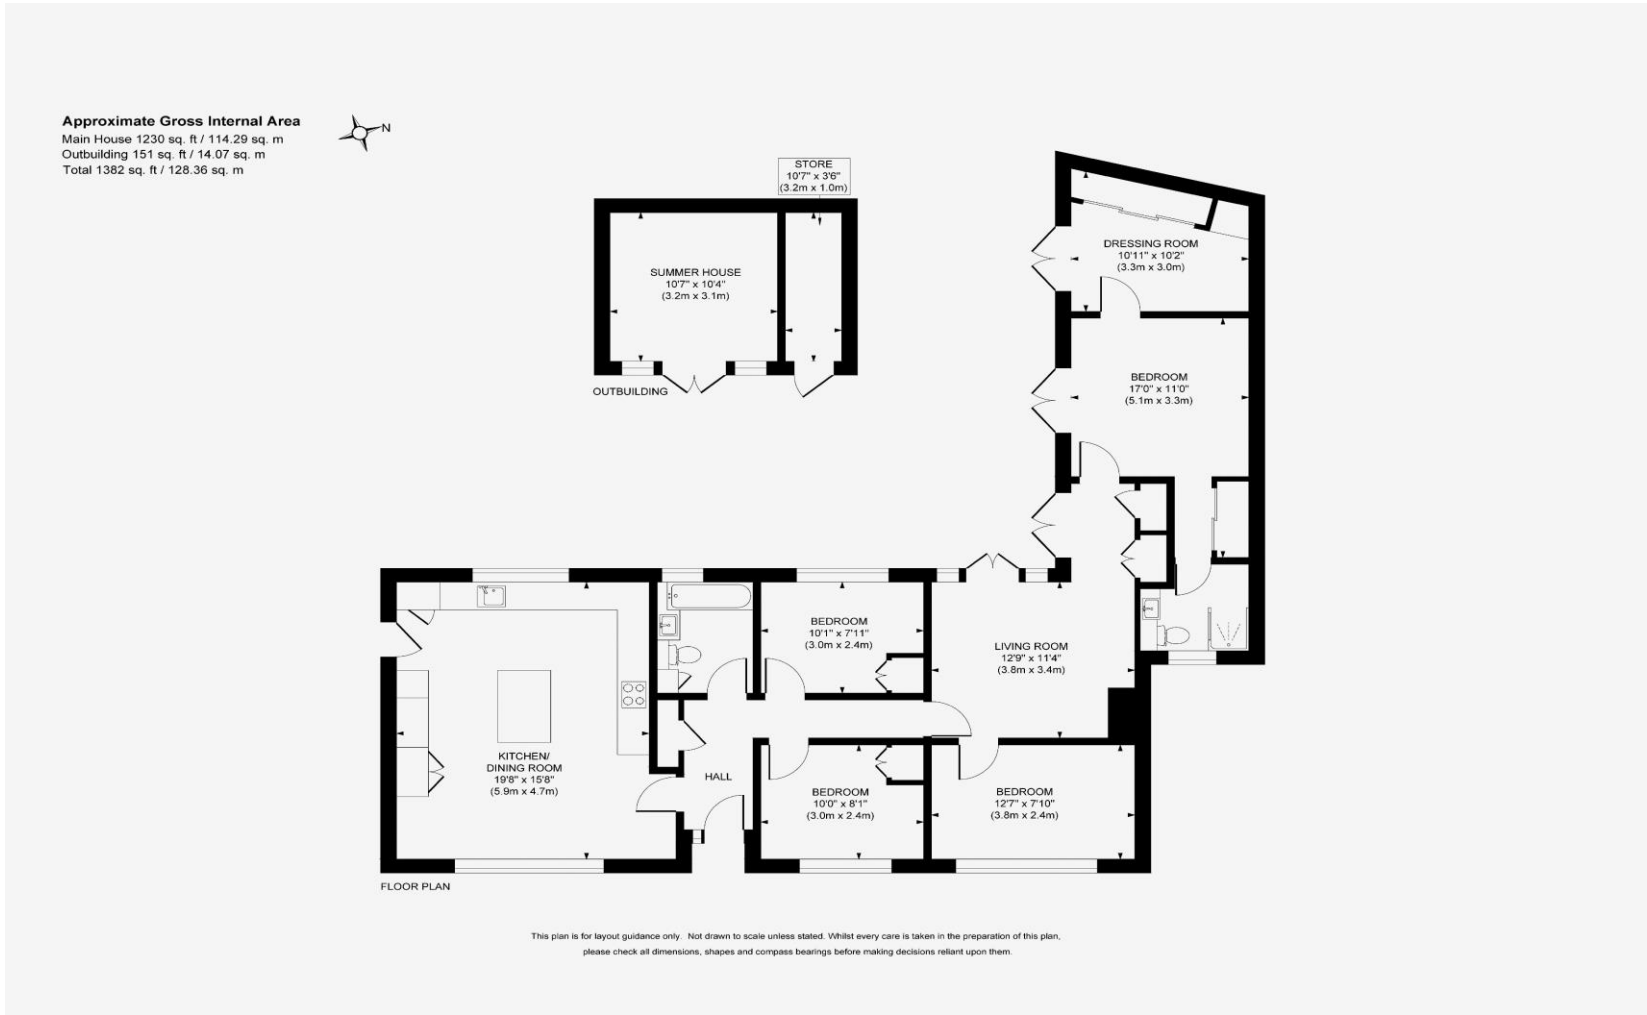 Approximate Gross Internal Area
Main House 1230 sq. ft / 114.29 sq. m
Outbuilding 151 sq. ft / 14.07 sq. m
Total 1382 sq. ft / 128.36 sq. m
N
STORE
10'7" x 3'6"
(3.2m x 1.0m)
SUMMER HOUSE
10'7" x 10'4"
(3.2m x 3.1m)
OUTBUILDING
DRESSING ROOM
10'11" x 10'2"
(3.3m x 3.0m)
BEDROOM
17'0" x 11'0"
(5.1m x 3.3m)
BEDROOM
10'1" x 7'11"
(3.0m x 2.4m)
LIVING ROOM
12'9" x 11'4"
(3.8m x 3.4m)
KITCHEN/
DINING ROOM
19'8" x 15'8"
(5.9m x 4.7m)
HALL
BEDROOM
10'0" x 8'1"
(3.0m x 2.4m)
BEDROOM
12'7" x 7'10"
(3.8m x 2.4m)
FLOOR PLAN
This plan is for layout guidance only. Not drawn to scale unless stated. Whilst every care is taken in the preparation of this plan,
please check all dimensions, shapes and compass bearings before making decisions reliant upon them.